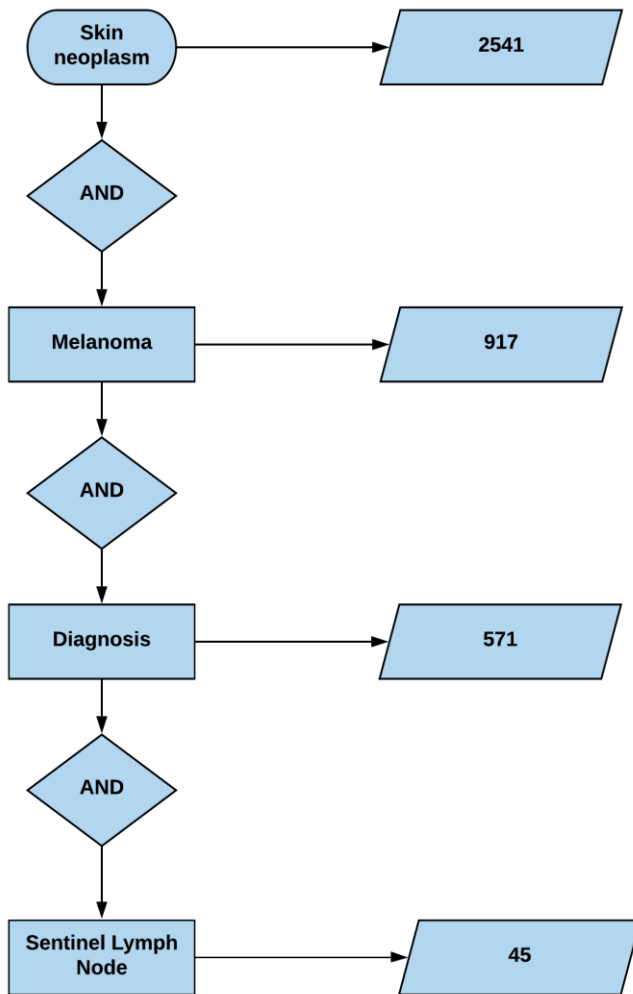 Skin
neoplasm
2541
AND
Melanoma
917
AND
Diagnosis
571
AND
Sentinel Lymph
Node
45